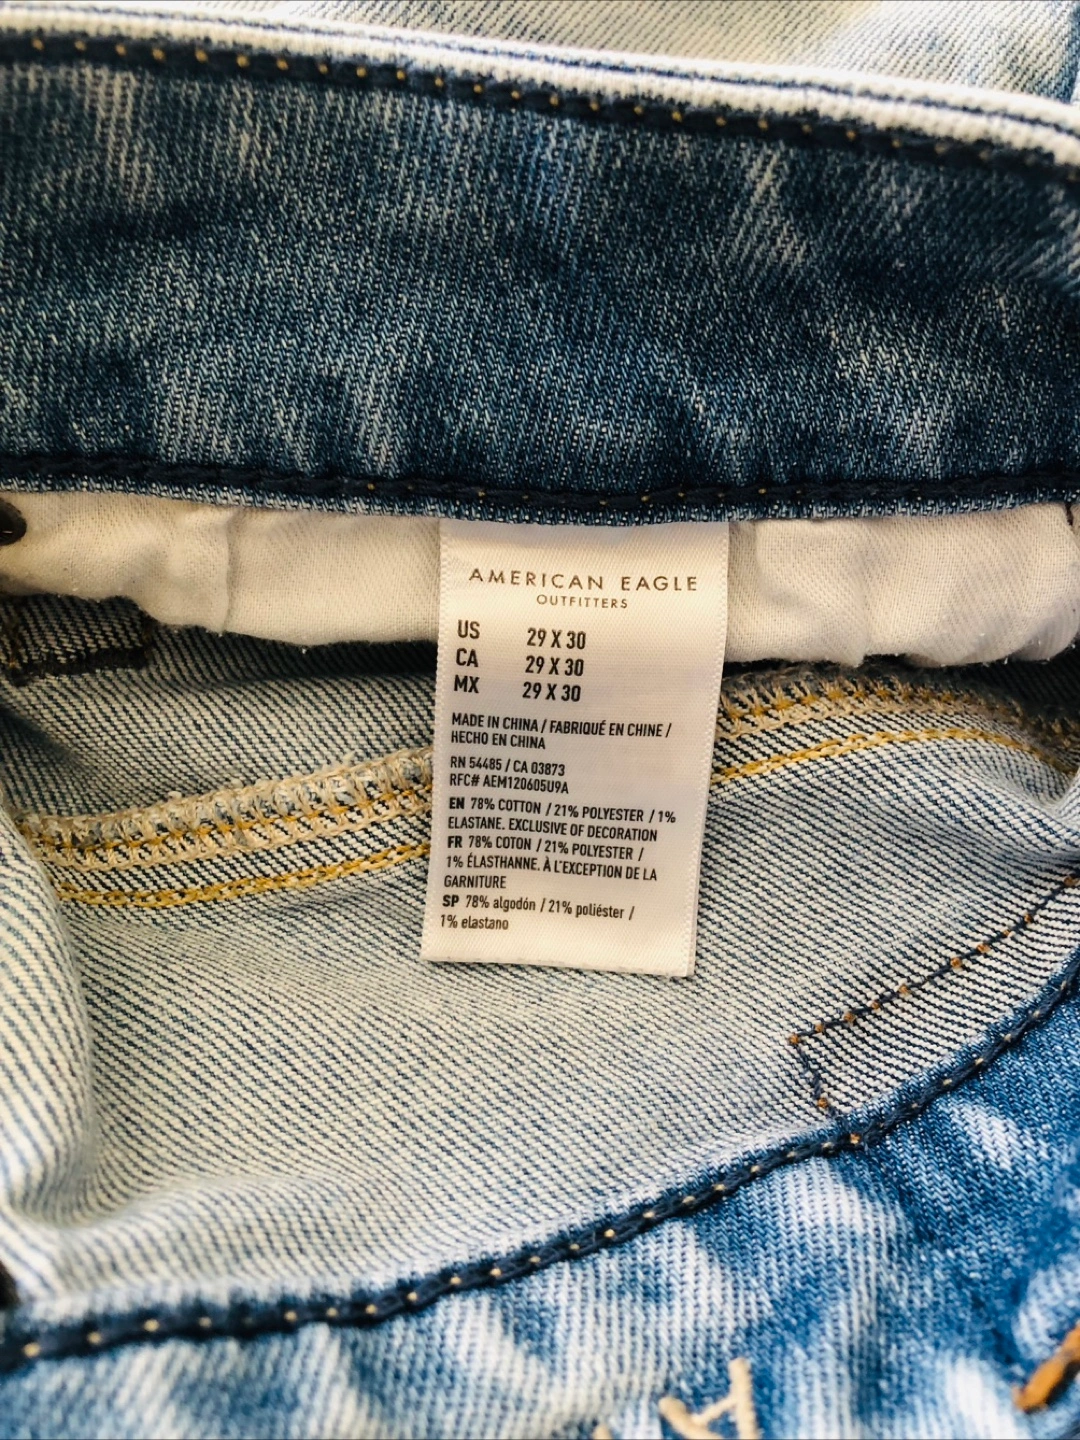 AMERICAN EAGLE
OUTFITTERS
US 29 X 30
CA 29 X 30
MX 29 X 30
MADE IN CHINA / FABRIQUÉ EN CHINE /
HECHO EN CHINA
RN 54485 / CA 03873
RFC# AEM120605U9A
EN 78% COTTON / 21% POLYESTER / 1%
ELASTANE. EXCLUSIVE OF DECORATION
FR 78% COTON / 21% POLYESTER /
1% ÉLASTHANNE. À L'EXCEPTION DE LA
GARNITURE
SP 78% algodón / 21% poliéster /
1% elastano